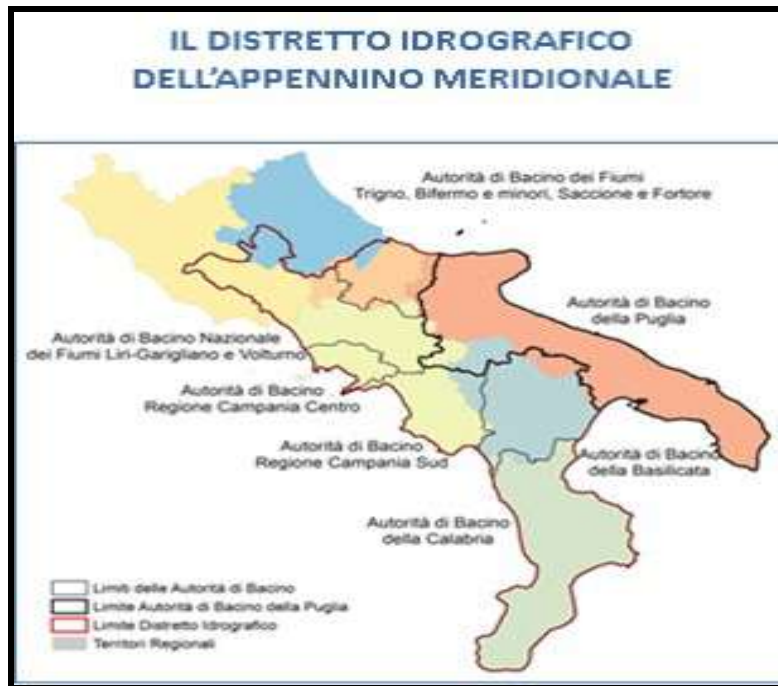 IL DISTRETTO IDROGRAFICO
DELL'APPENNINO MERIDIONALE
Autorità di Bacino dei Fiumi
Trigno, Bifermo e minori, Saccione e Fortore
Autorità di Bacino
della Puglia
Autorità di Bacino Nazionale
dei Fiumi Liri-Garigliano e Volturno
Autorità di Bacino
Regione Campania Centro
Autorità di Bacino
Regione Campania Sud
Autorità di Bacino
della Basilicata
Autorità di Bacino
della Calabria
Limiti delle Autorità di Bacino
Limite Autorità di Bacino della Puglia
Limite Distretto Idrografico
Territori Regionali